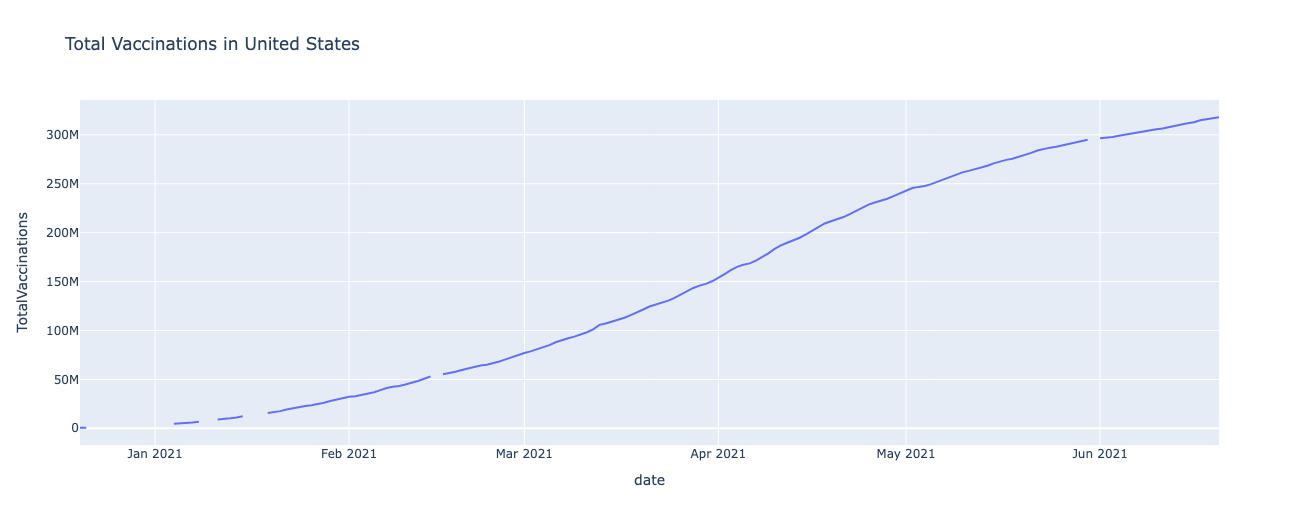 Total Vaccinations in United States
TotalVaccinations
300M
250M
200M
150M
100M
50M
0
Jan 2021 Feb 2021 Mar 2021 Apr 2021 May 2021 Jun 2021
date